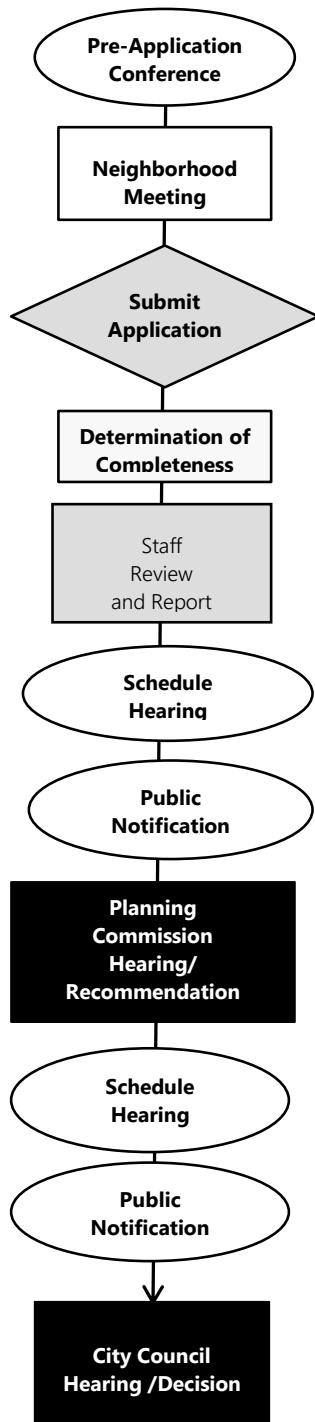 Pre-Application
Conference
Neighborhood
Meeting
Submit
Application
Determination of
Completeness
Staff
Review
and Report
Schedule
Hearing
Public
Notification
Planning
Commission
Hearing/
Recommendation
Schedule
Hearing
Public
Notification
City Council
Hearing /Decision